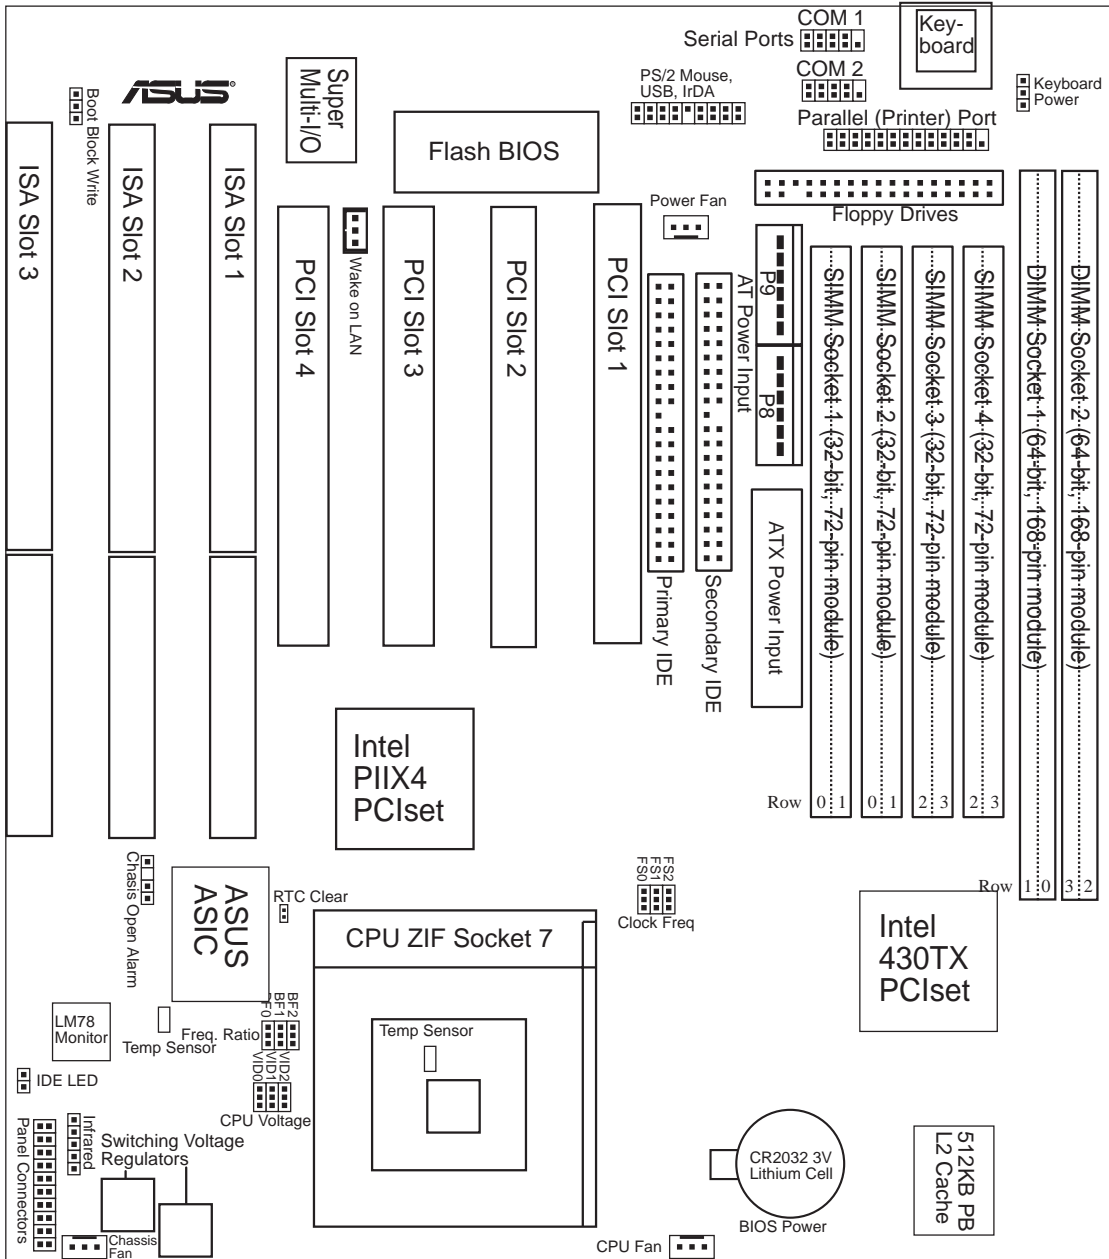 COM 1
Serial Ports
Key-
board
COM 2
PS/2 Mouse,
USB, IrDA
Keyboard
Power
Parallel (Printer) Port
ASUS
Boot Block Write
Super
Multi-I/O
Flash BIOS
Floppy Drives
Power Fan
ISA Slot 3
ISA Slot 2
ISA Slot 1
PCI Slot 4
Wake on LAN
PCI Slot 3
PCI Slot 2
PCI Slot 1
Primary IDE
Secondary IDE
AT Power Input
P9
P8
ATX Power Input
SIMM Socket 1 (32-bit, 72-pin module)
SIMM Socket 2 (32-bit, 72-pin module)
SIMM Socket 3 (32-bit, 72-pin module)
SIMM Socket 4 (32-bit, 72-pin module)
DIMM Socket 1 (64-bit, 168-pin module)
DIMM Socket 2 (64-bit, 168-pin module)
Row 0 1 0 1 2 3 2 3
Row 1 0 3 2
Intel
PIIX4
PCIset
Chasis Open Alarm
ASUS
ASIC
RTC Clear
FS0 FS1 FS2
Clock Freq
CPU ZIF Socket 7
Intel
430TX
PCIset
LM78
Monitor
Temp Sensor
BF0 BF1 BF2
Freq. Ratio
Temp Sensor
VID0 VID1 VID2
CPU Voltage
IDE LED
Panel Connectors
Infrared
Switching Voltage
Regulators
Chassis
Fan
CPU Fan
CR2032 3V
Lithium Cell
BIOS Power
512KB PB
L2 Cache